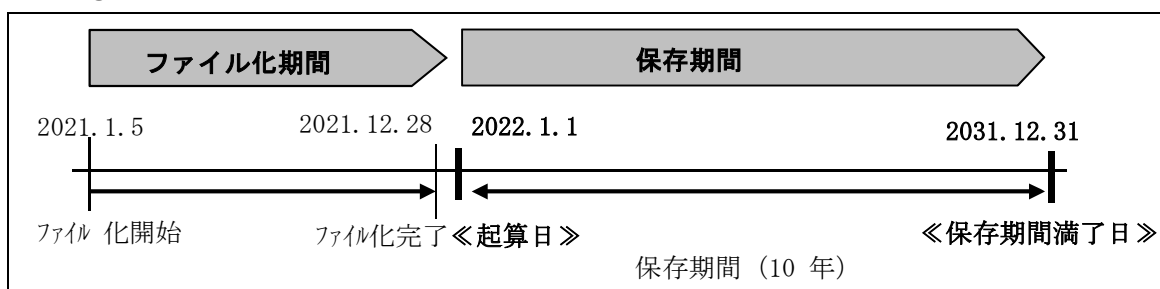 ファイル化期間 保存期間
2021.1.5 2021.12.28 2022.1.1 2031.12.31
ﾌｧｲﾙ 化開始 ﾌｧｲﾙ化完了 ≪起算日≫ ≪保存期間満了日≫
保存期間 (10 年)